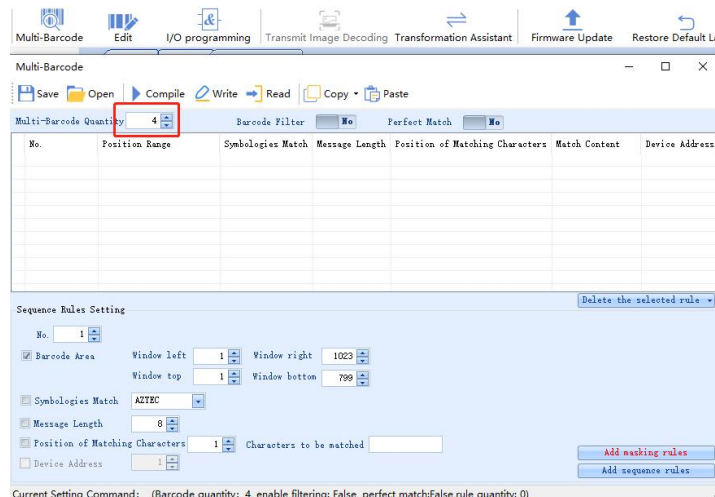 Multi-Barcode Edit I/O programming Transmit Image Decoding Transformation Assistant Firmware Update Restore Default La
Multi-Barcode
Save Open Compile Write Read Copy Paste
Multi-Barcode Quantity 4 Barcode Filter No Perfect Match No
No. Position Range Symbologies Match Message Length Position of Matching Characters Match Content Device Address
Delete the selected rule
Sequence Rules Setting
No. 1
Barcode Area Window left 1 Window right 1023
Window top 1 Window bottom 799
Symbologies Match AZTEC
Message Length 8
Position of Matching Characters 1 Characters to be matched
Add masking rules
Device Address 1
Add sequence rules
Current Setting Command: (Barcode quantity: 4, enable filtering: False, perfect match:False rule quantity: 0)